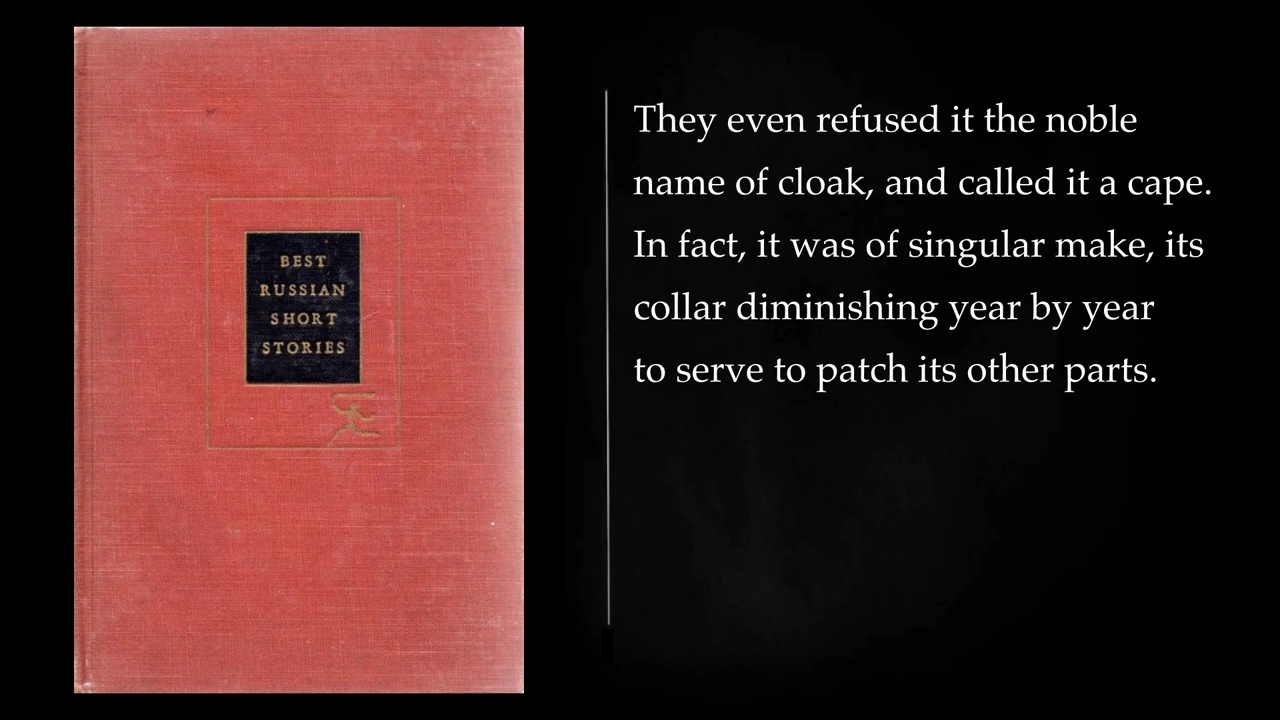 BEST
RUSSIAN
SHORT
STORIES
They even refused it the noble
name of cloak, and called it a cape.
In fact, it was of singular make, its
collar diminishing year by year
to serve to patch its other parts.